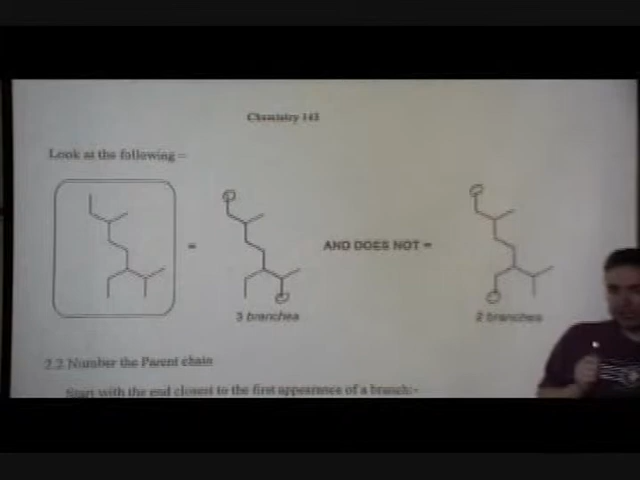 Chemistry 143
Look at the following –
=
AND DOES NOT =
3 branches
2 branches
2.2 Number the Parent chain
Start with the end closest to the first appearance of a branch:-